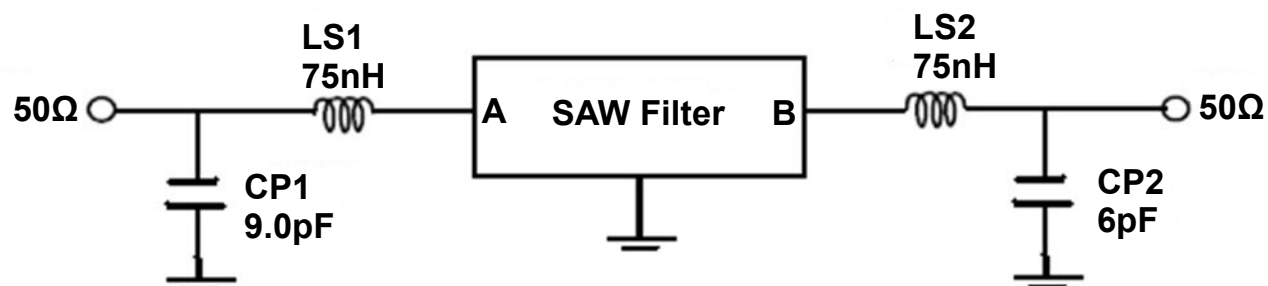 LS1
75nH
LS2
75nH
50Ω
A
SAW Filter
B
50Ω
CP1
9.0pF
CP2
6pF